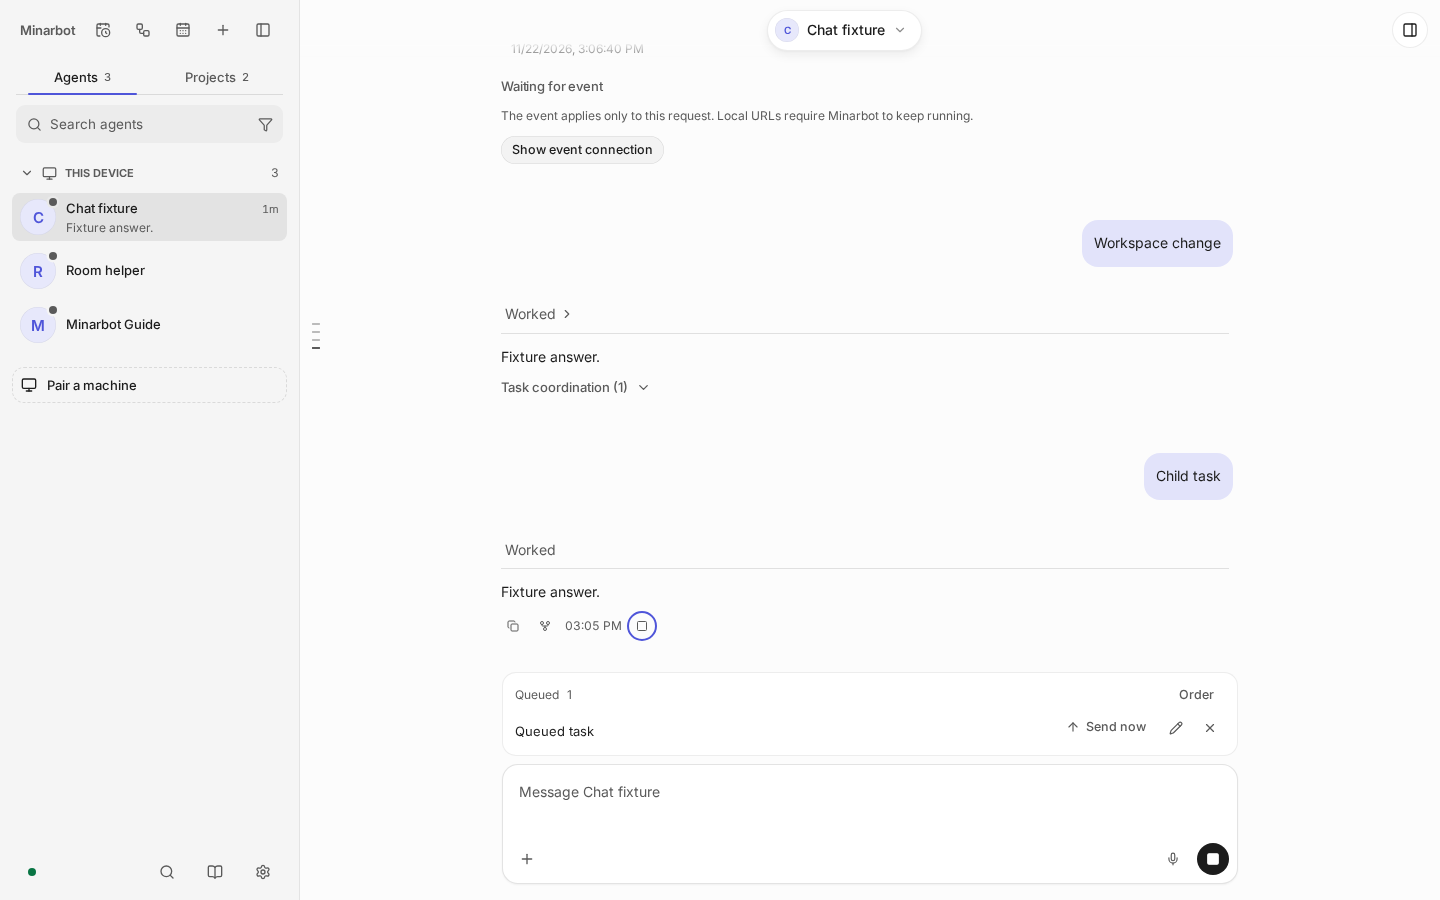 Minarbot
Agents 3
Projects 2
Search agents
THIS DEVICE 3
C
Chat fixture 1m
Fixture answer.
R
Room helper
M
Minarbot Guide
Pair a machine
C Chat fixture
11/22/2026, 3:06:40 PM
Waiting for event
The event applies only to this request. Local URLs require Minarbot to keep running.
Show event connection
Workspace change
Worked
Fixture answer.
Task coordination (1)
Child task
Worked
Fixture answer.
03:05 PM
Queued 1
Order
Queued task
Send now
Message Chat fixture